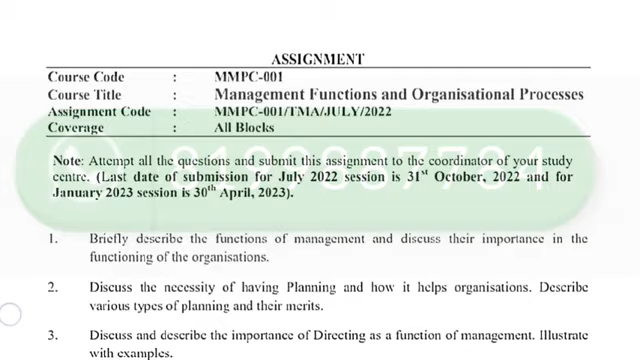 ASSIGNMENT
Course Code : MMPC-001
Course Title : Management Functions and Organisational Processes
Assignment Code : MMPC-001/TMA/JULY/2022
Coverage : All Blocks
Note: Attempt all the questions and submit this assignment to the coordinator of your study
centre. (Last date of submission for July 2022 session is 31st October, 2022 and for
January 2023 session is 30th April, 2023).
1. Briefly describe the functions of management and discuss their importance in the
functioning of the organisations.
2. Discuss the necessity of having Planning and how it helps organisations. Describe
various types of planning and their merits.
3. Discuss and describe the importance of Directing as a function of management. Illustrate
with examples.